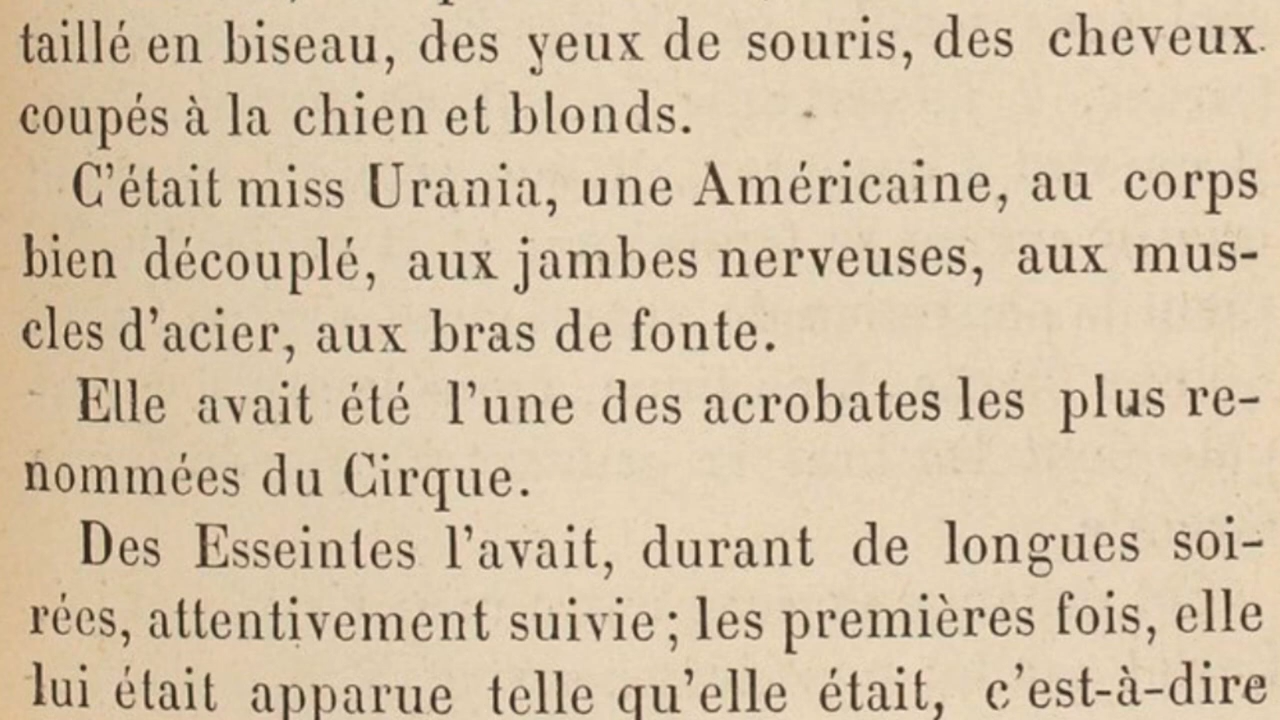 taillé en biseau, des yeux de souris, des cheveux
coupés à la chien et blonds.
C'était miss Urania, une Américaine, au corps
bien découplé, aux jambes nerveuses, aux mus-
cles d'acier, aux bras de fonte.
Elle avait été l'une des acrobates les plus re-
nommées du Cirque.
Des Esseintes l'avait, durant de longues soi-
rées, attentivement suivie ; les premières fois, elle
lui était apparue telle qu'elle était, c'est-à-dire